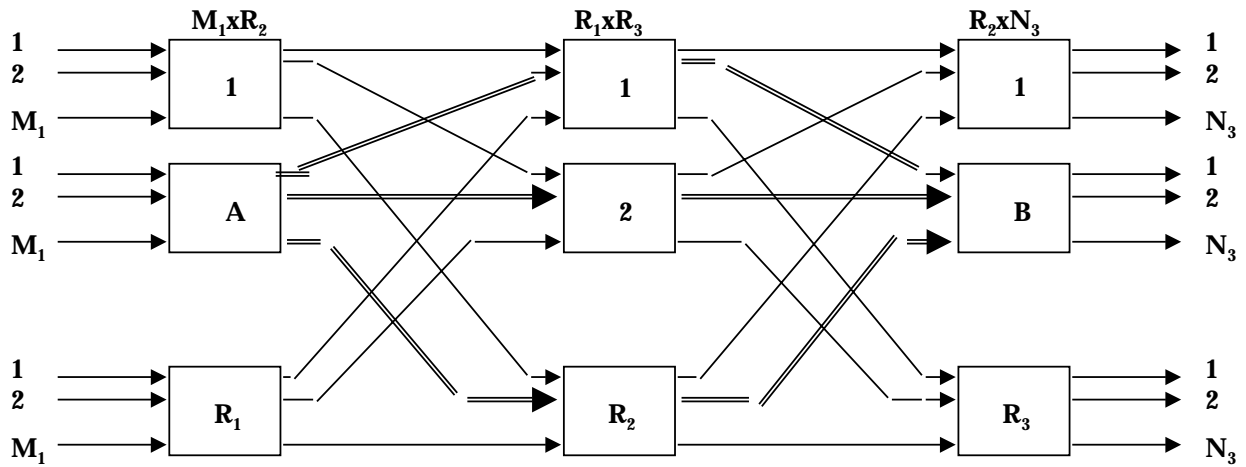 M₁xR₂ R₁xR₃ R₂xN₃
1 1
2 1 1 1 2
M₁ N₃
1 1
2 A 2 B 2
M₁ N₃
1 1
2 R₁ R₂ R₃ 2
M₁ N₃